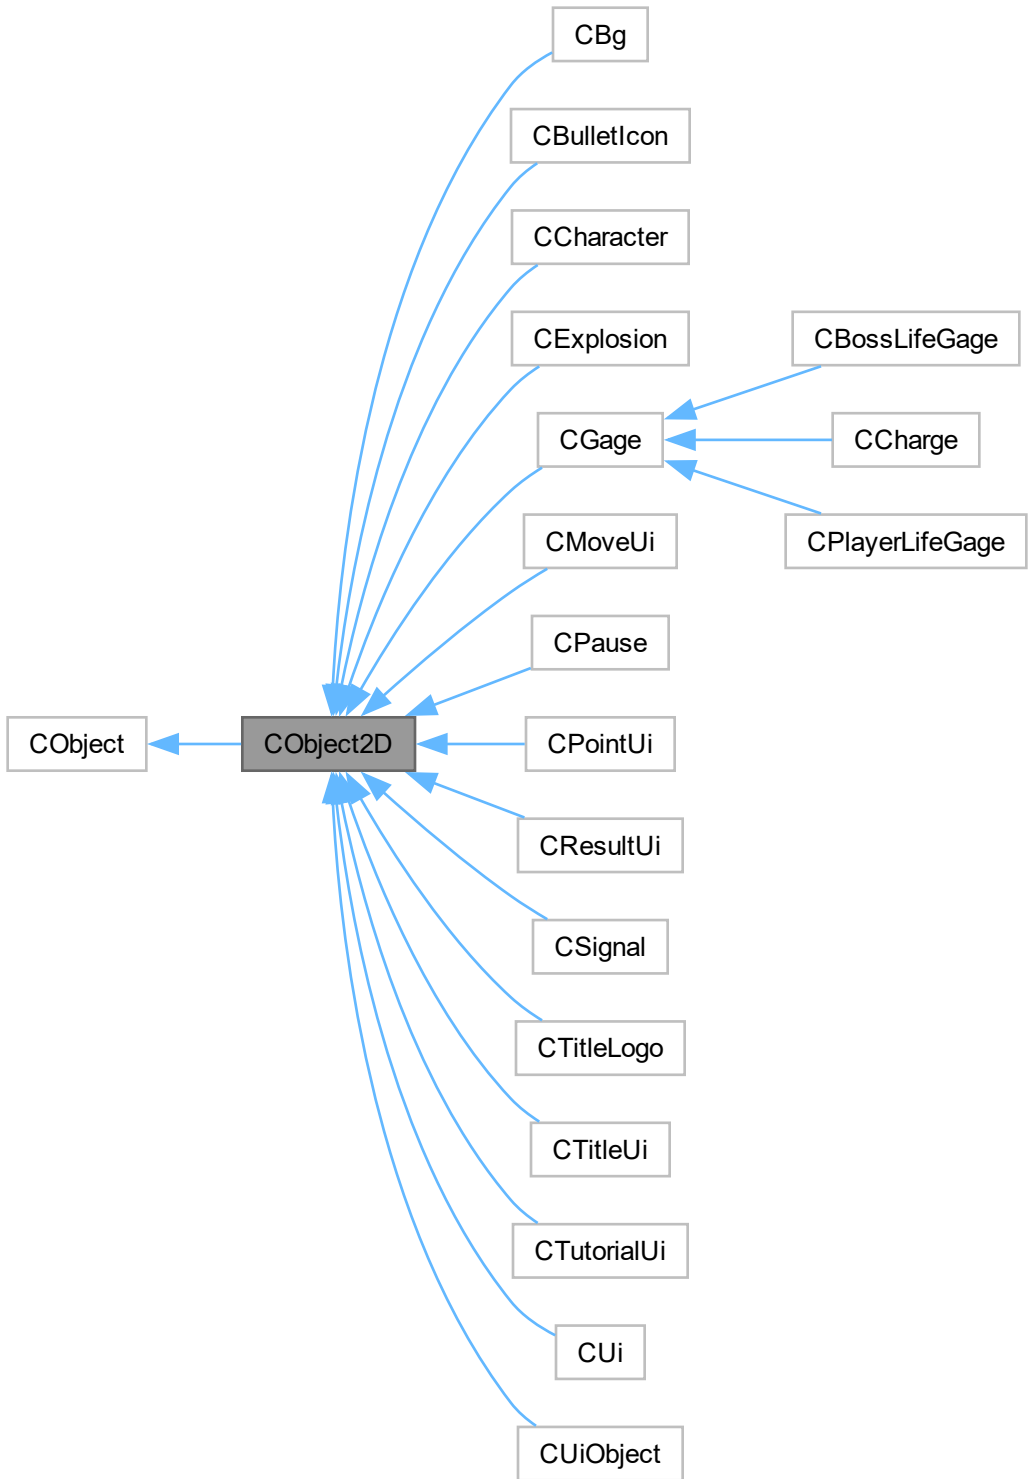 CBg
CBulletIcon
CCharacter
CExplosion
CBossLifeGage
CGage
CCharge
CMoveUi
CPlayerLifeGage
CPause
CObject
CObject2D
CPointUi
CResultUi
CSignal
CTitleLogo
CTitleUi
CTutorialUi
CUi
CUiObject